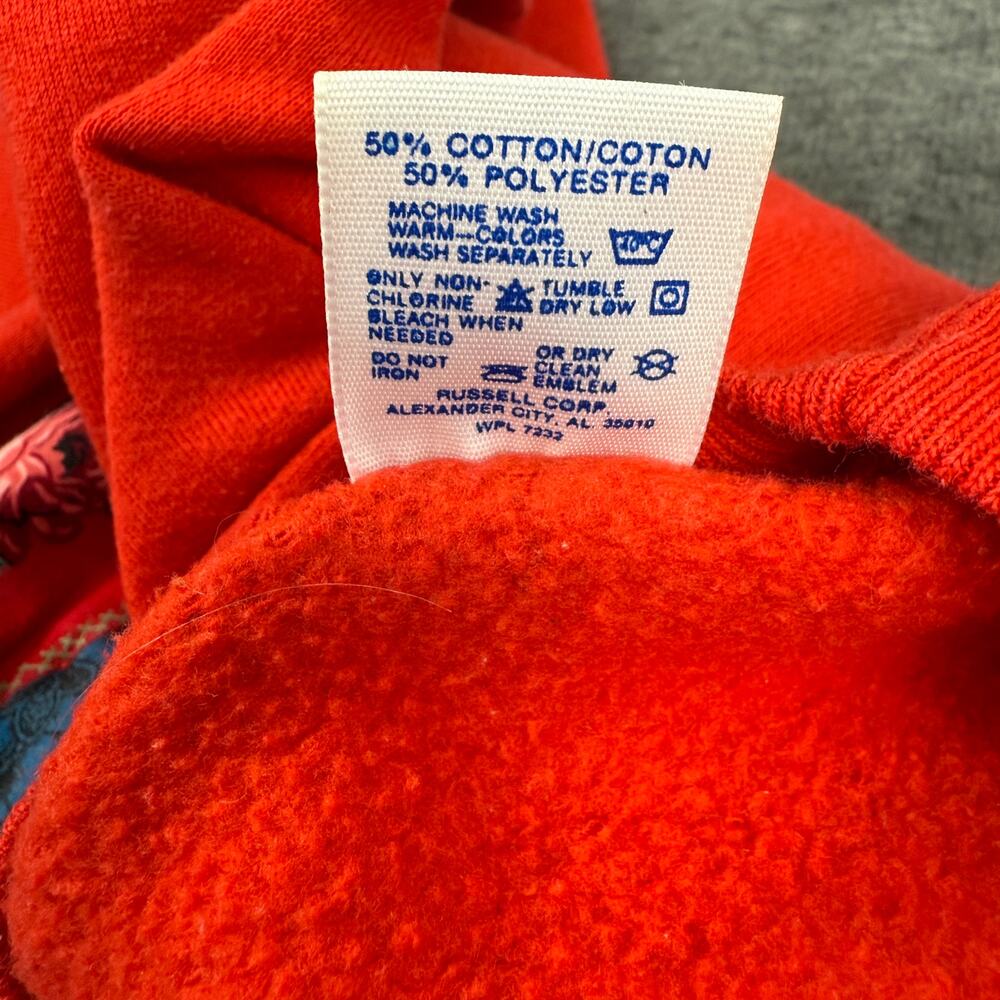 50% COTTON/COTON
50% POLYESTER
MACHINE WASH
WARM—COLORS
WASH SEPARATELY
40°C
ONLY NON-
CHLORINE
BLEACH WHEN
NEEDED
TUMBLE
DRY LOW
DO NOT
IRON
OR DRY
CLEAN
EMBLEM
RUSSELL CORP.
ALEXANDER CITY, AL 35010
WPL 7232